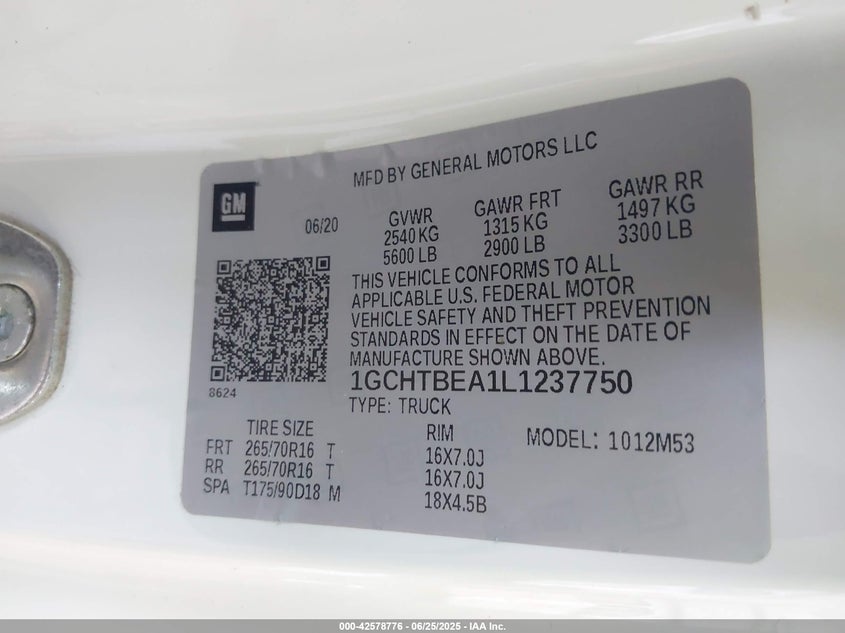 MFD BY GENERAL MOTORS LLC
GM
06/20
GVWR
2540 KG
5600 LB
GAWR FRT
1315 KG
2900 LB
GAWR RR
1497 KG
3300 LB
THIS VEHICLE CONFORMS TO ALL
APPLICABLE U.S. FEDERAL MOTOR
VEHICLE SAFETY AND THEFT PREVENTION
STANDARDS IN EFFECT ON THE DATE OF
MANUFACTURE SHOWN ABOVE.
8624
1GCHTBEA1L1237750
TYPE: TRUCK
TIRE SIZE
FRT 265/70R16 T
RR 265/70R16 T
SPA T175/90D18 M
RIM
16X7.0J
16X7.0J
18X4.5B
MODEL: 1012M53
000-42578776 - 06/25/2025 - IAA Inc.